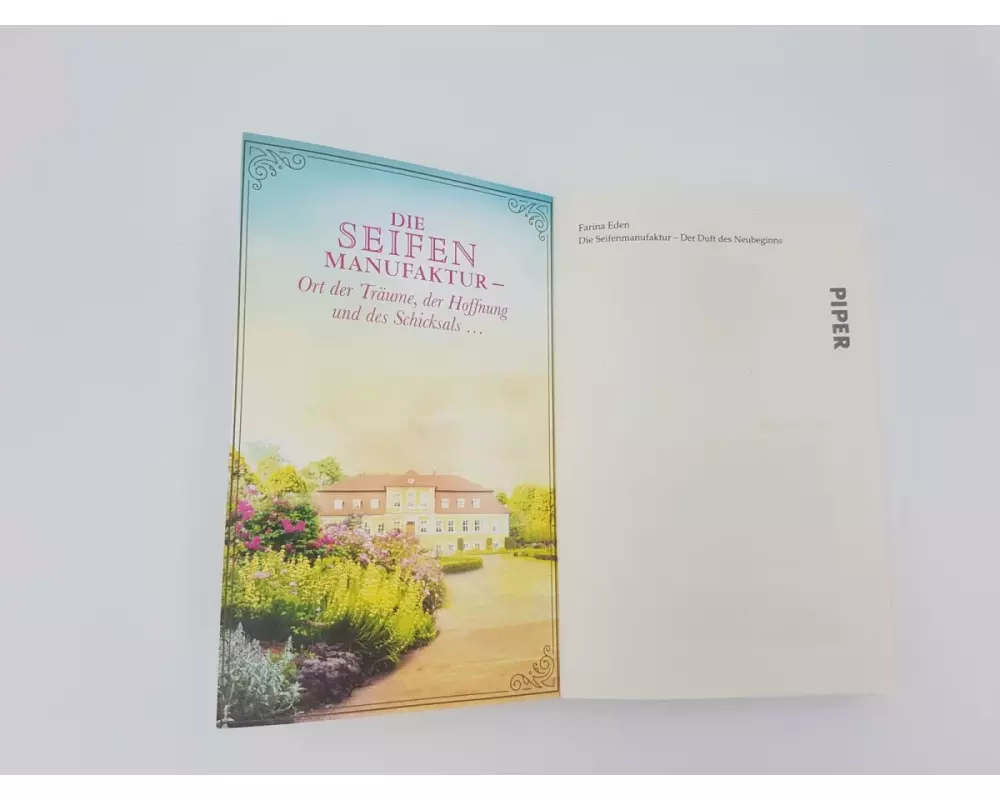 DIE
SEIFEN
MANUFAKTUR –
Ort der Träume, der Hoffnung
und des Schicksals ...
Farina Eden
Die Seifenmanufaktur – Der Duft des Neubeginns
PIPER